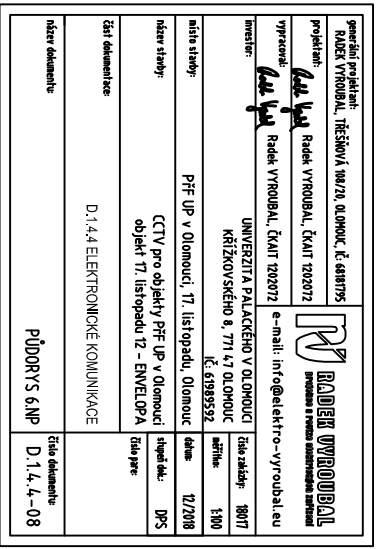 generální projektant:
RADEK VYROUBAL, TŘEŠŇOVÁ 108/20, OLOMOUC, IČ: 68181795
projektant:
Radek VYROUBAL, ČKAIT 1202072
vypracoval:
Radek VYROUBAL, ČKAIT 1202072
RADEK VYROUBAL
e-mail: info@elektro-vyroubal.eu
investor:
UNIVERZITA PALACKÉHO V OLOMOUCI
KŘÍŽKOVSKÉHO 8, 771 47 OLOMOUC
IČ: 61989592
číslo zakázky: 18017
měřítko: 1:100
místo stavby:
PřF UP v Olomouci, 17. listopadu, Olomouc
datum: 12/2018
název stavby:
CCTV pro objekty PřF UP v Olomouci
objekt 17. listopadu 12 - ENVELOPA
stupeň dok.: DPS
číslo pare:
část dokumentace:
D.1.4.4 ELEKTRONICKÉ KOMUNIKACE
název dokumentu:
PŮDORYS 6.NP
číslo dokumentu:
D.1.4.4-08